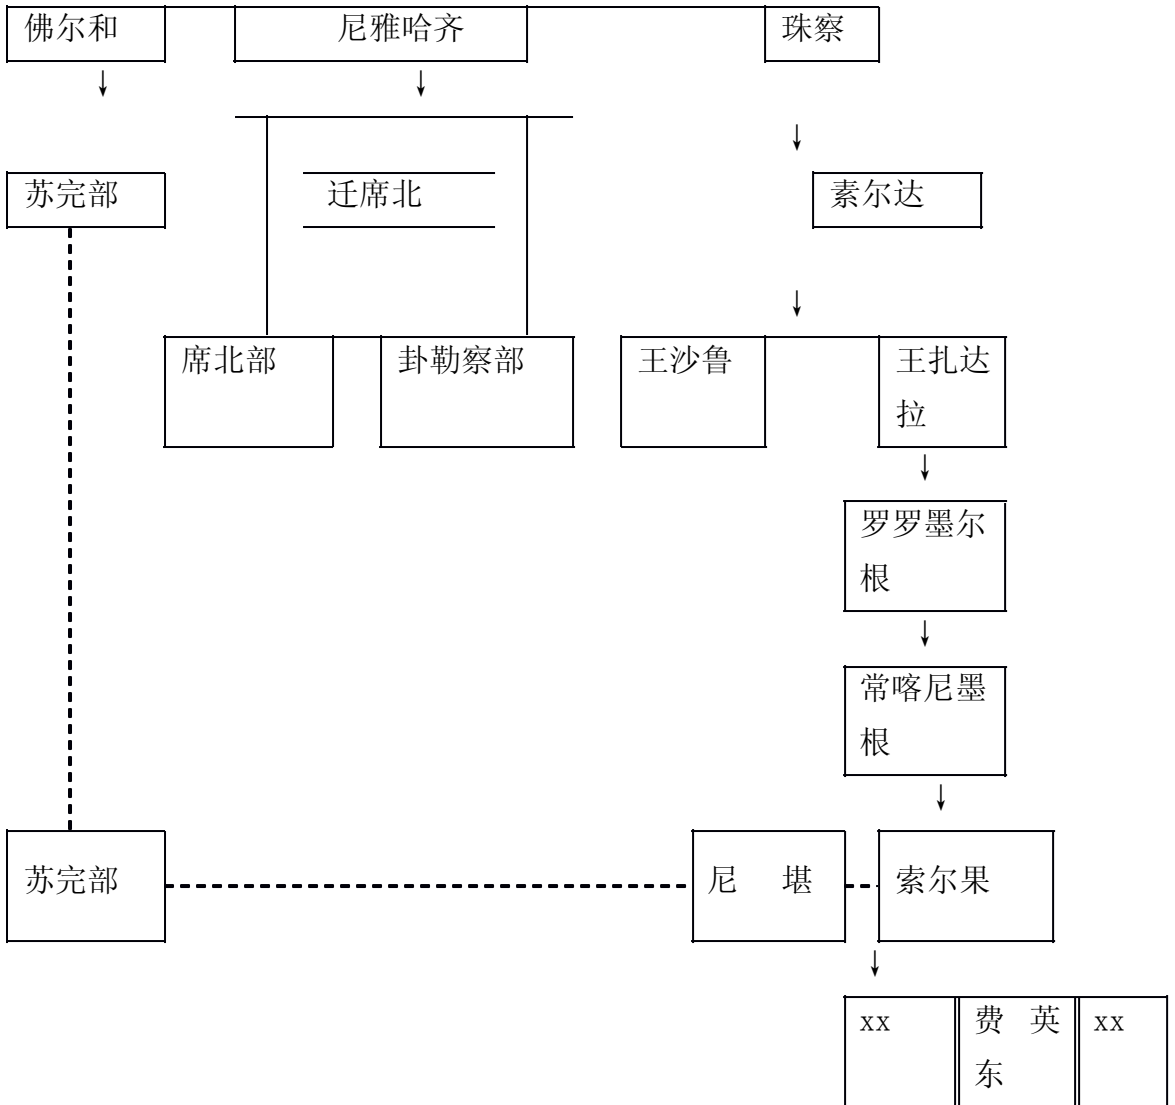 佛尔和 尼雅哈齐 珠察
↓ ↓
↓
苏完部 迁席北 素尔达
↓
席北部 卦勒察部 王沙鲁 王扎达
拉
↓
罗罗墨尔
根
↓
常喀尼墨
根
↓
苏完部 尼 堪 索尔果
↓
xx 费 英 xx
东